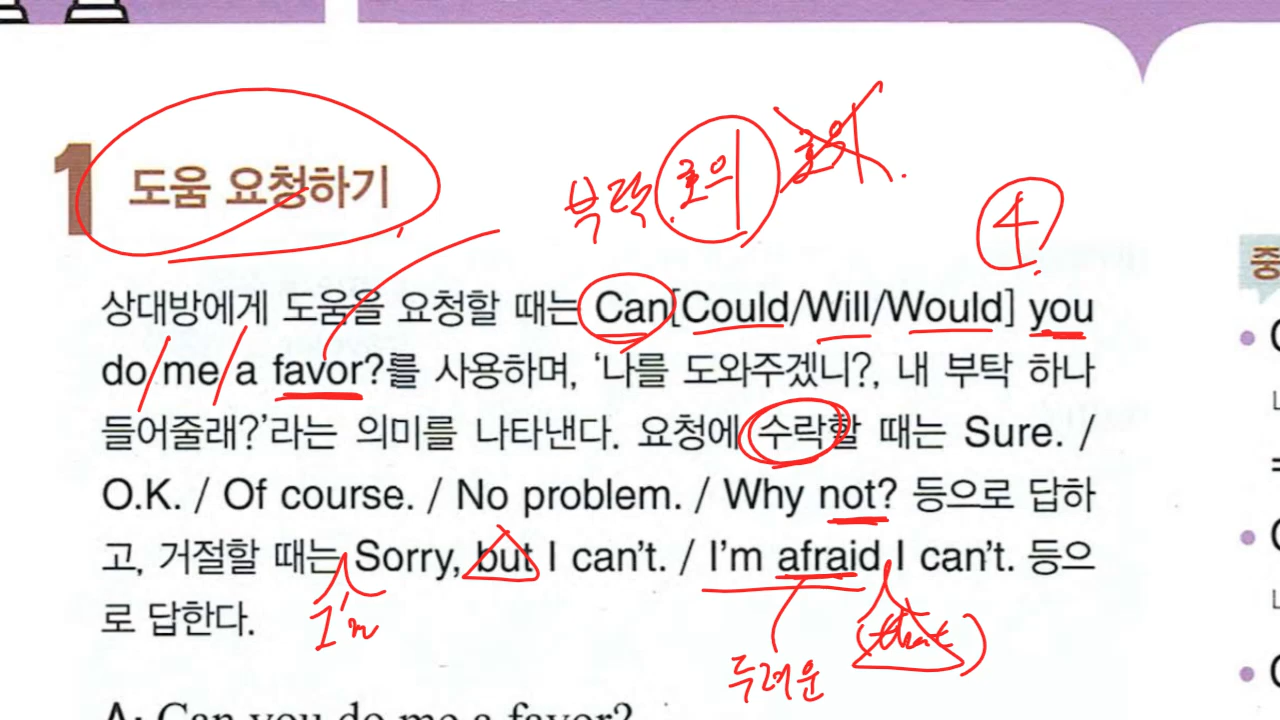 1 도움 요청하기
부탁 호의 호위
4
상대방에게 도움을 요청할 때는 Can[Could/Will/Would] you
do me a favor?를 사용하며, ‘나를 도와주겠니?, 내 부탁 하나
들어줄래?’라는 의미를 나타낸다. 요청에 수락할 때는 Sure. /
O.K. / Of course. / No problem. / Why not? 등으로 답하
고, 거절할 때는 Sorry, but I can’t. / I’m afraid I can’t. 등으
로 답한다.
I'm
(that)
두려운
A: Can you do me a favor?
중